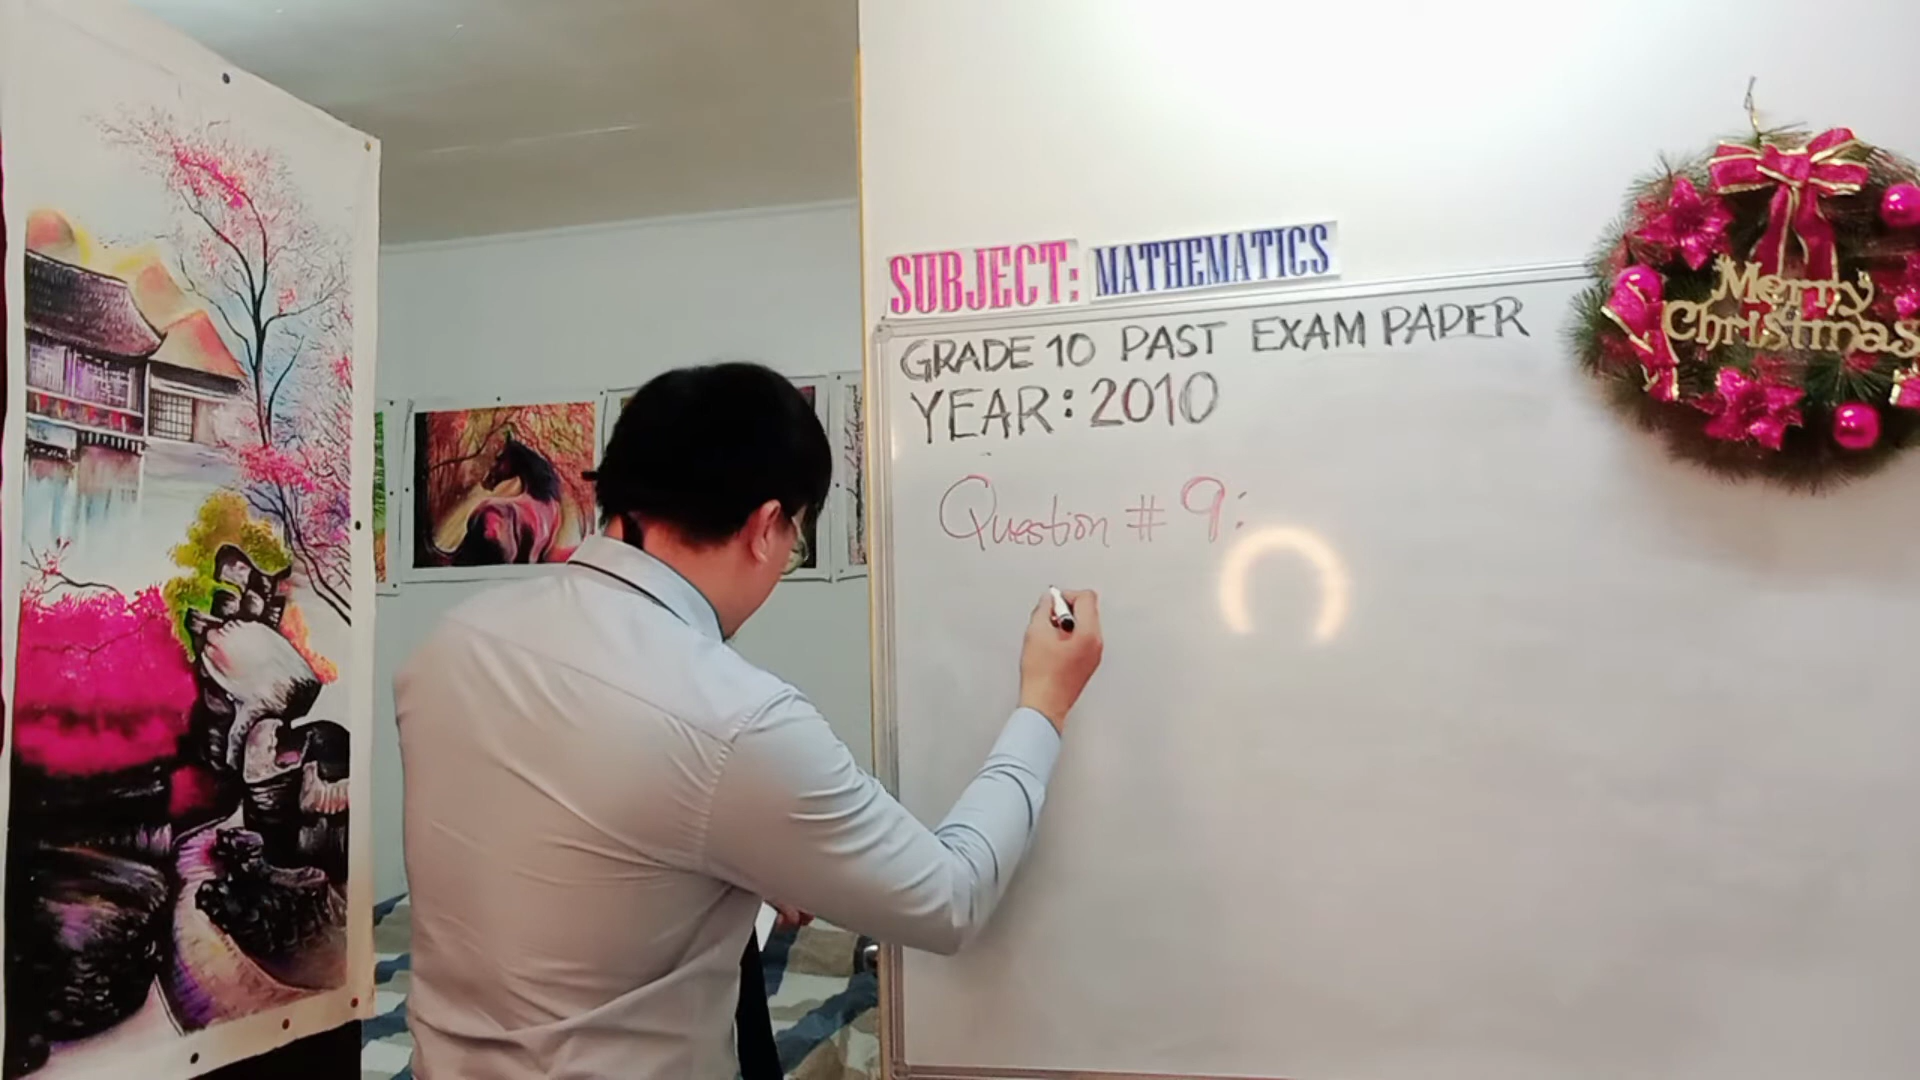 SUBJECT: MATHEMATICS
GRADE 10 PAST EXAM PAPER
YEAR: 2010
Question # 9:
Merry
Christmas